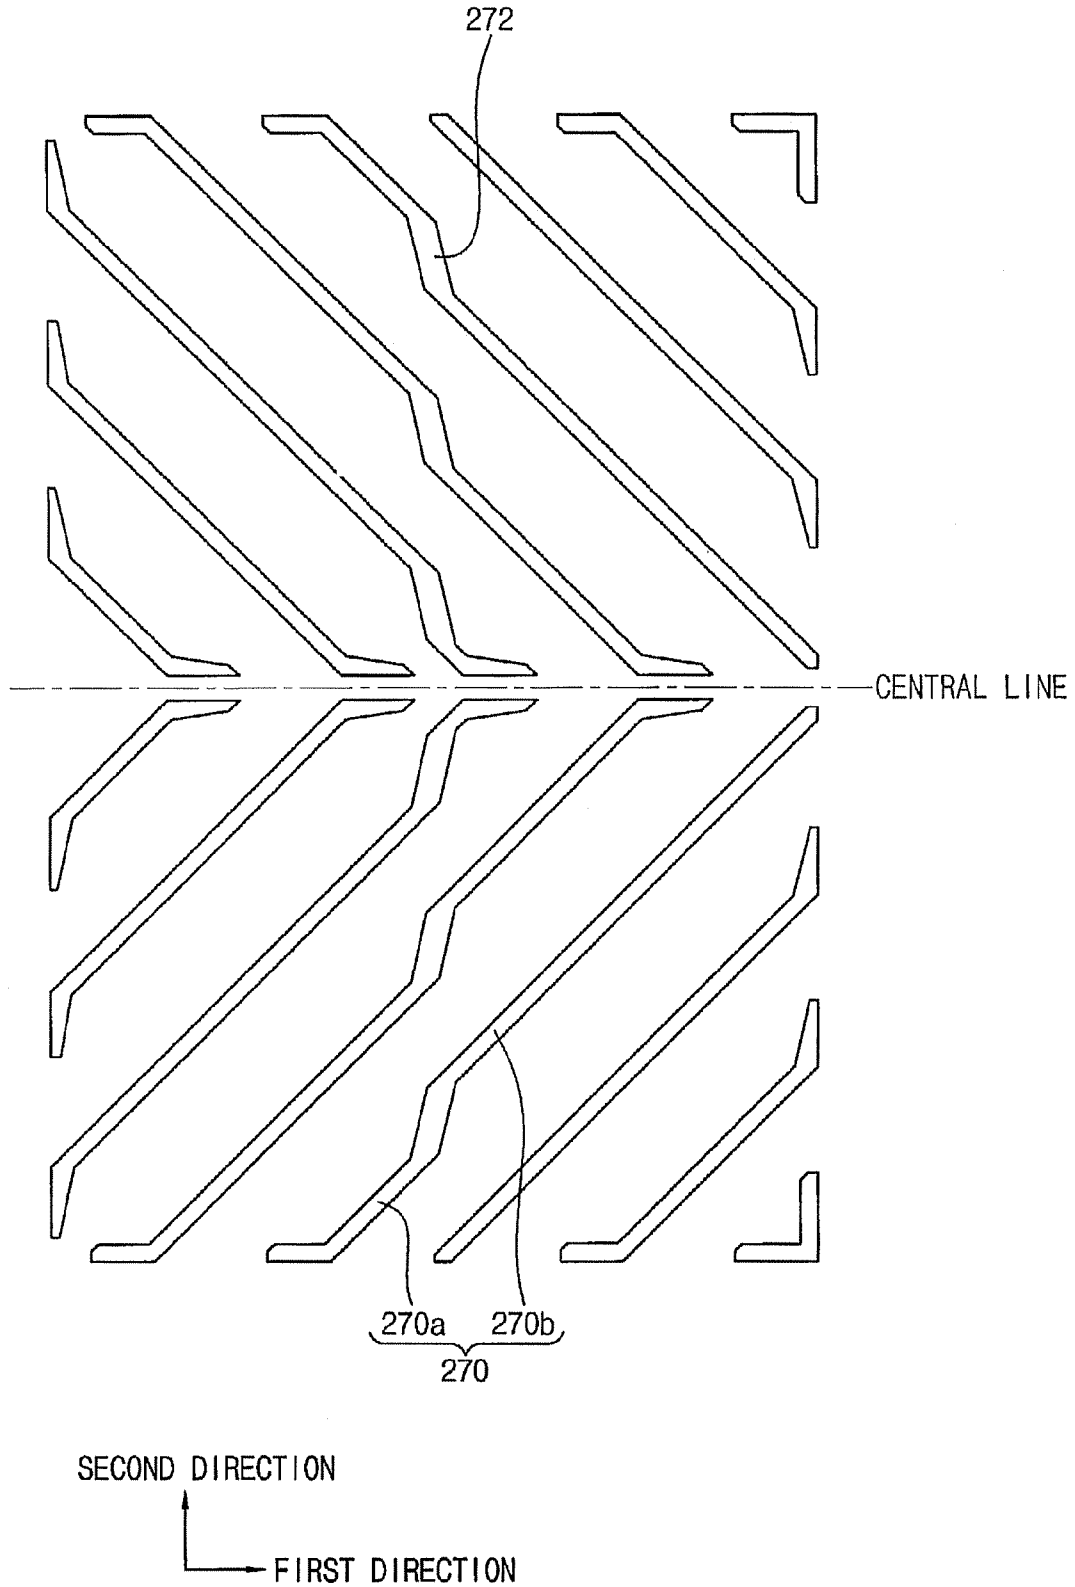 272
CENTRAL LINE
270a 270b
270
SECOND DIRECTION
FIRST DIRECTION